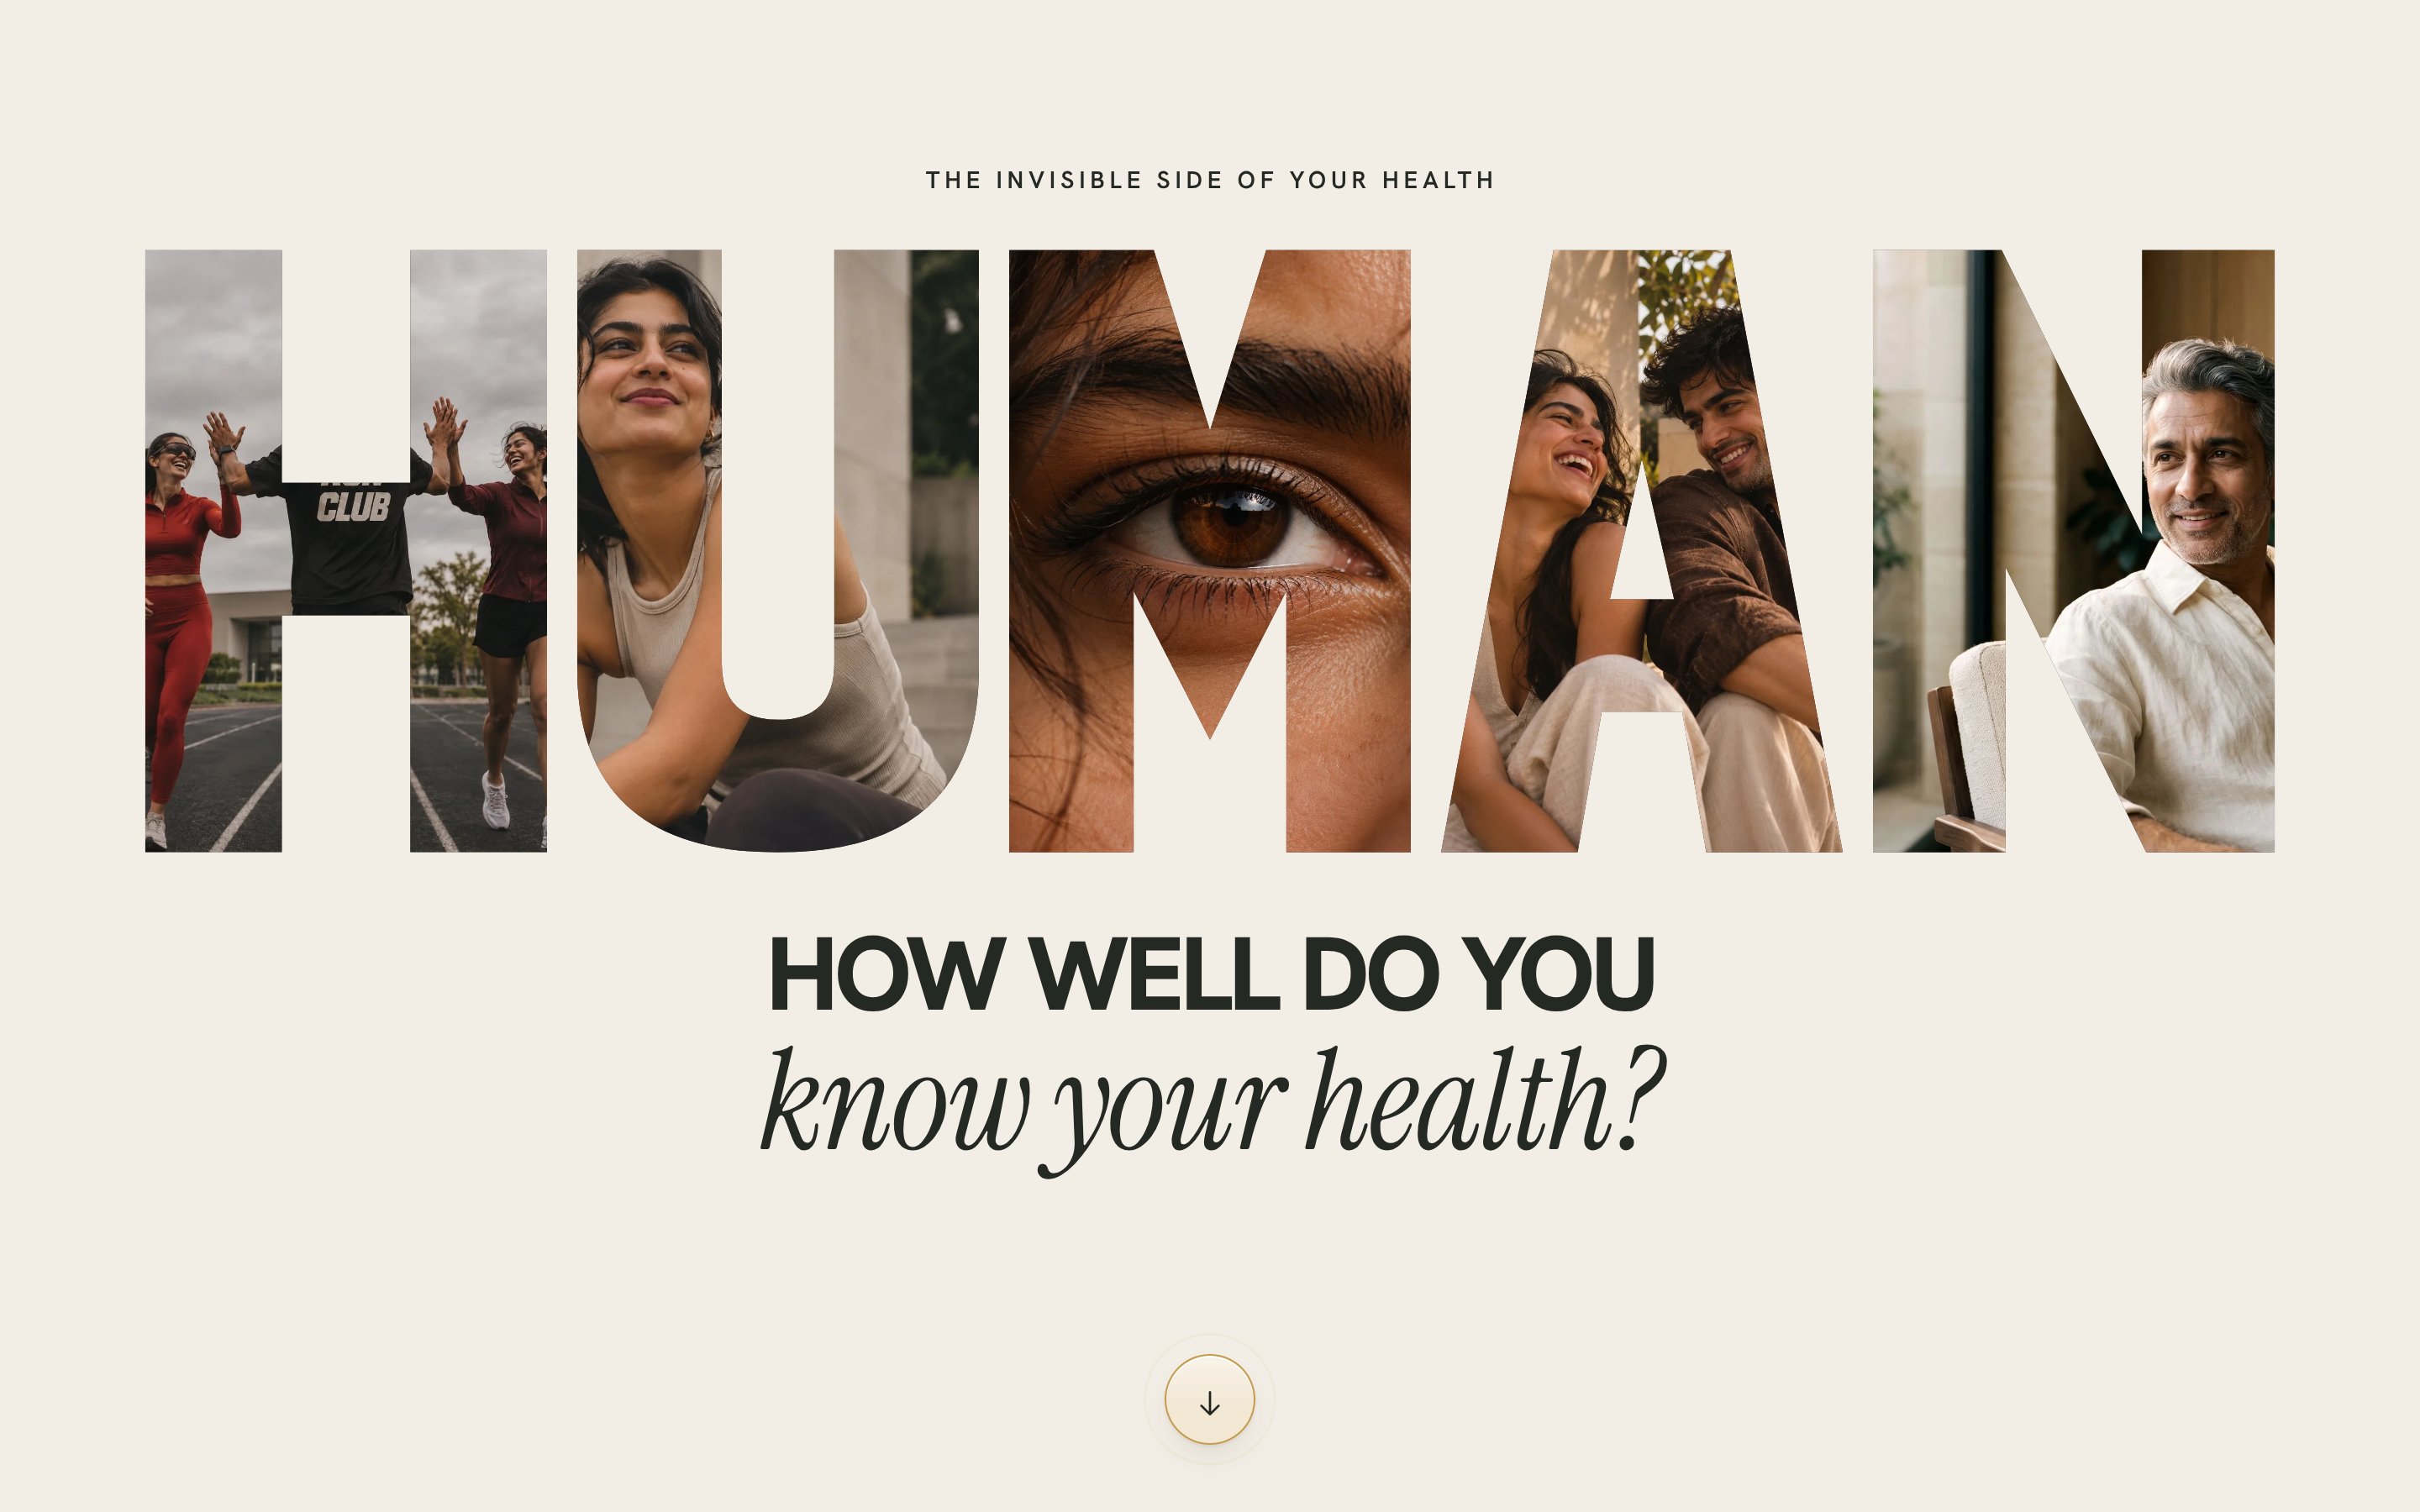 THE INVISIBLE SIDE OF YOUR HEALTH
HUMAN
CLUB
HOW WELL DO YOU
know your health?